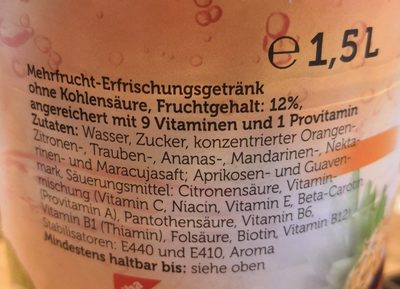 ℮ 1,5L
Mehrfrucht-Erfrischungsgetränk
ohne Kohlensäure, Fruchtgehalt: 12%,
angereichert mit 9 Vitaminen und 1 Provitamin
Zutaten: Wasser, Zucker, konzentrierter Orangen-
Zitronen-, Trauben-, Ananas-, Mandarinen-, Nekta-
rinen- und Maracujasaft; Aprikosen- und Guaven-
mark, Säuerungsmittel: Citronensäure, Vitamin-
mischung (Vitamin C, Niacin, Vitamin E, Beta-Carotin
(Provitamin A), Pantothensäure, Vitamin B6,
Vitamin B1 (Thiamin), Folsäure, Biotin, Vitamin B12)
Stabilisatoren: E440 und E410, Aroma
Mindestens haltbar bis: siehe oben